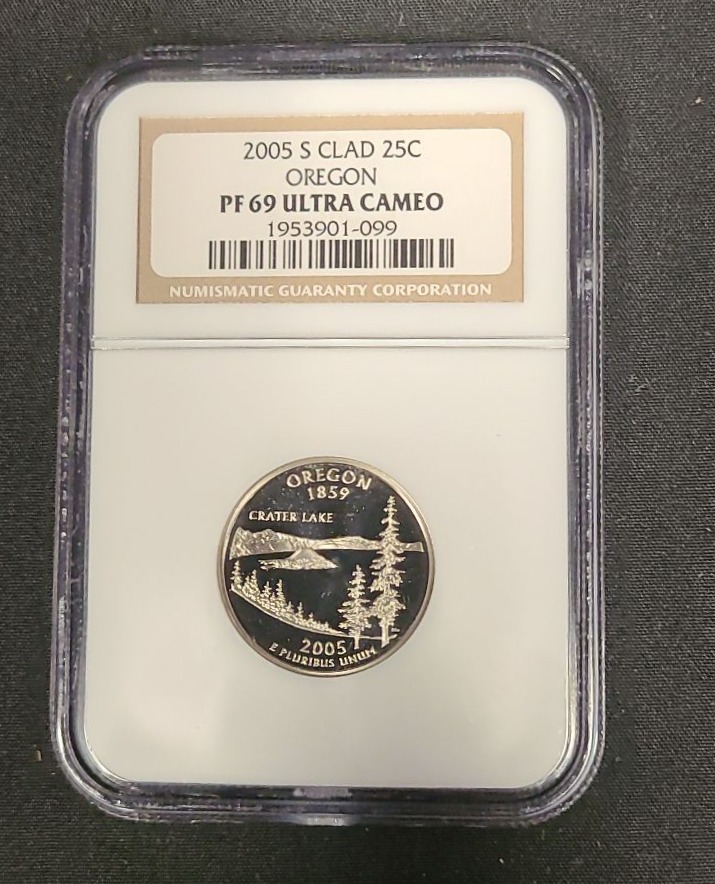 2005 S CLAD 25C
OREGON
PF 69 ULTRA CAMEO
1953901-099
NUMISMATIC GUARANTY CORPORATION
OREGON
1859
CRATER LAKE
2005
E PLURIBUS UNUM